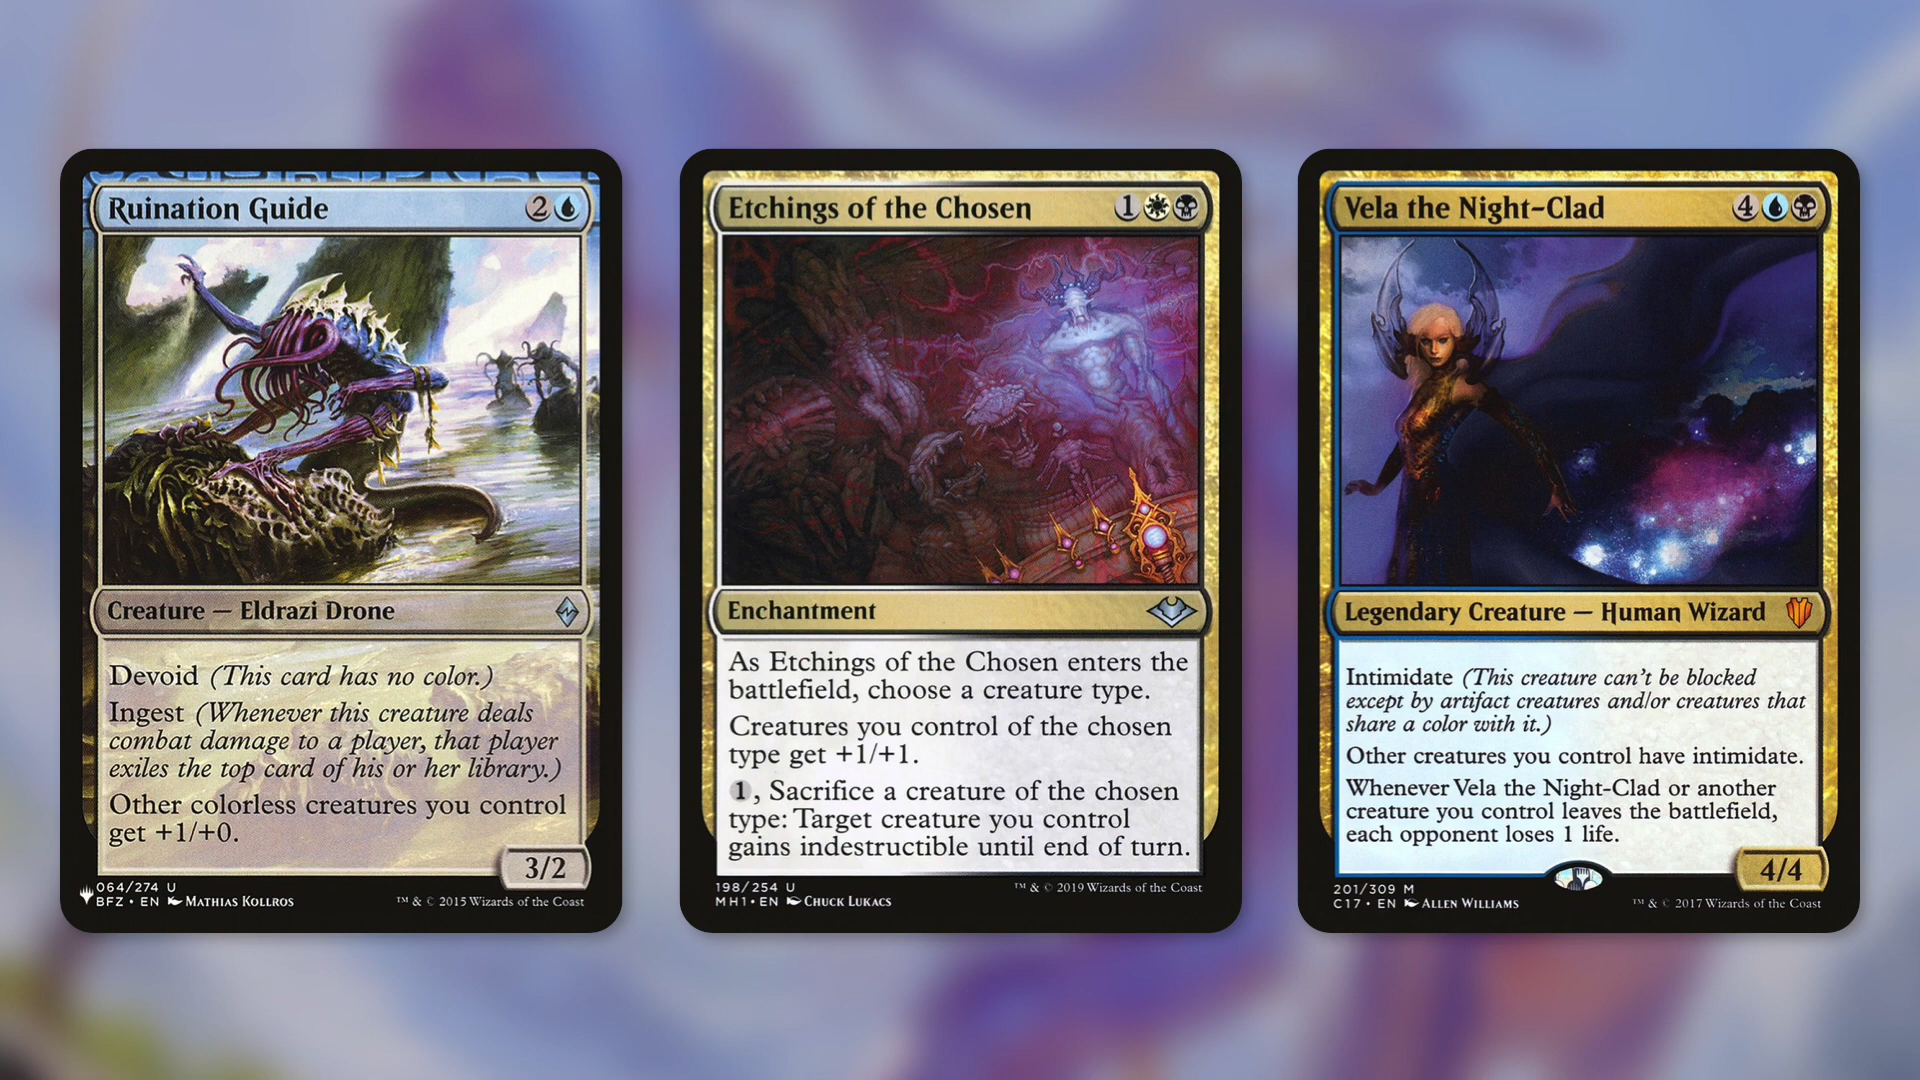 Ruination Guide
2
Creature — Eldrazi Drone
Devoid (This card has no color.)
Ingest (Whenever this creature deals
combat damage to a player, that player
exiles the top card of his or her library.)
Other colorless creatures you control
get +1/+0.
3/2
064/274 U
BFZ • EN Mathias Kollros
™ & © 2015 Wizards of the Coast
Etchings of the Chosen
1
Enchantment
As Etchings of the Chosen enters the
battlefield, choose a creature type.
Creatures you control of the chosen
type get +1/+1.
1, Sacrifice a creature of the chosen
type: Target creature you control
gains indestructible until end of turn.
198/254 U
MH1 • EN Chuck Lukacs
™ & © 2019 Wizards of the Coast
Vela the Night-Clad
4
Legendary Creature — Human Wizard
Intimidate (This creature can't be blocked
except by artifact creatures and/or creatures that
share a color with it.)
Other creatures you control have intimidate.
Whenever Vela the Night-Clad or another
creature you control leaves the battlefield,
each opponent loses 1 life.
4/4
201/309 M
C17 • EN Allen Williams
™ & © 2017 Wizards of the Coast